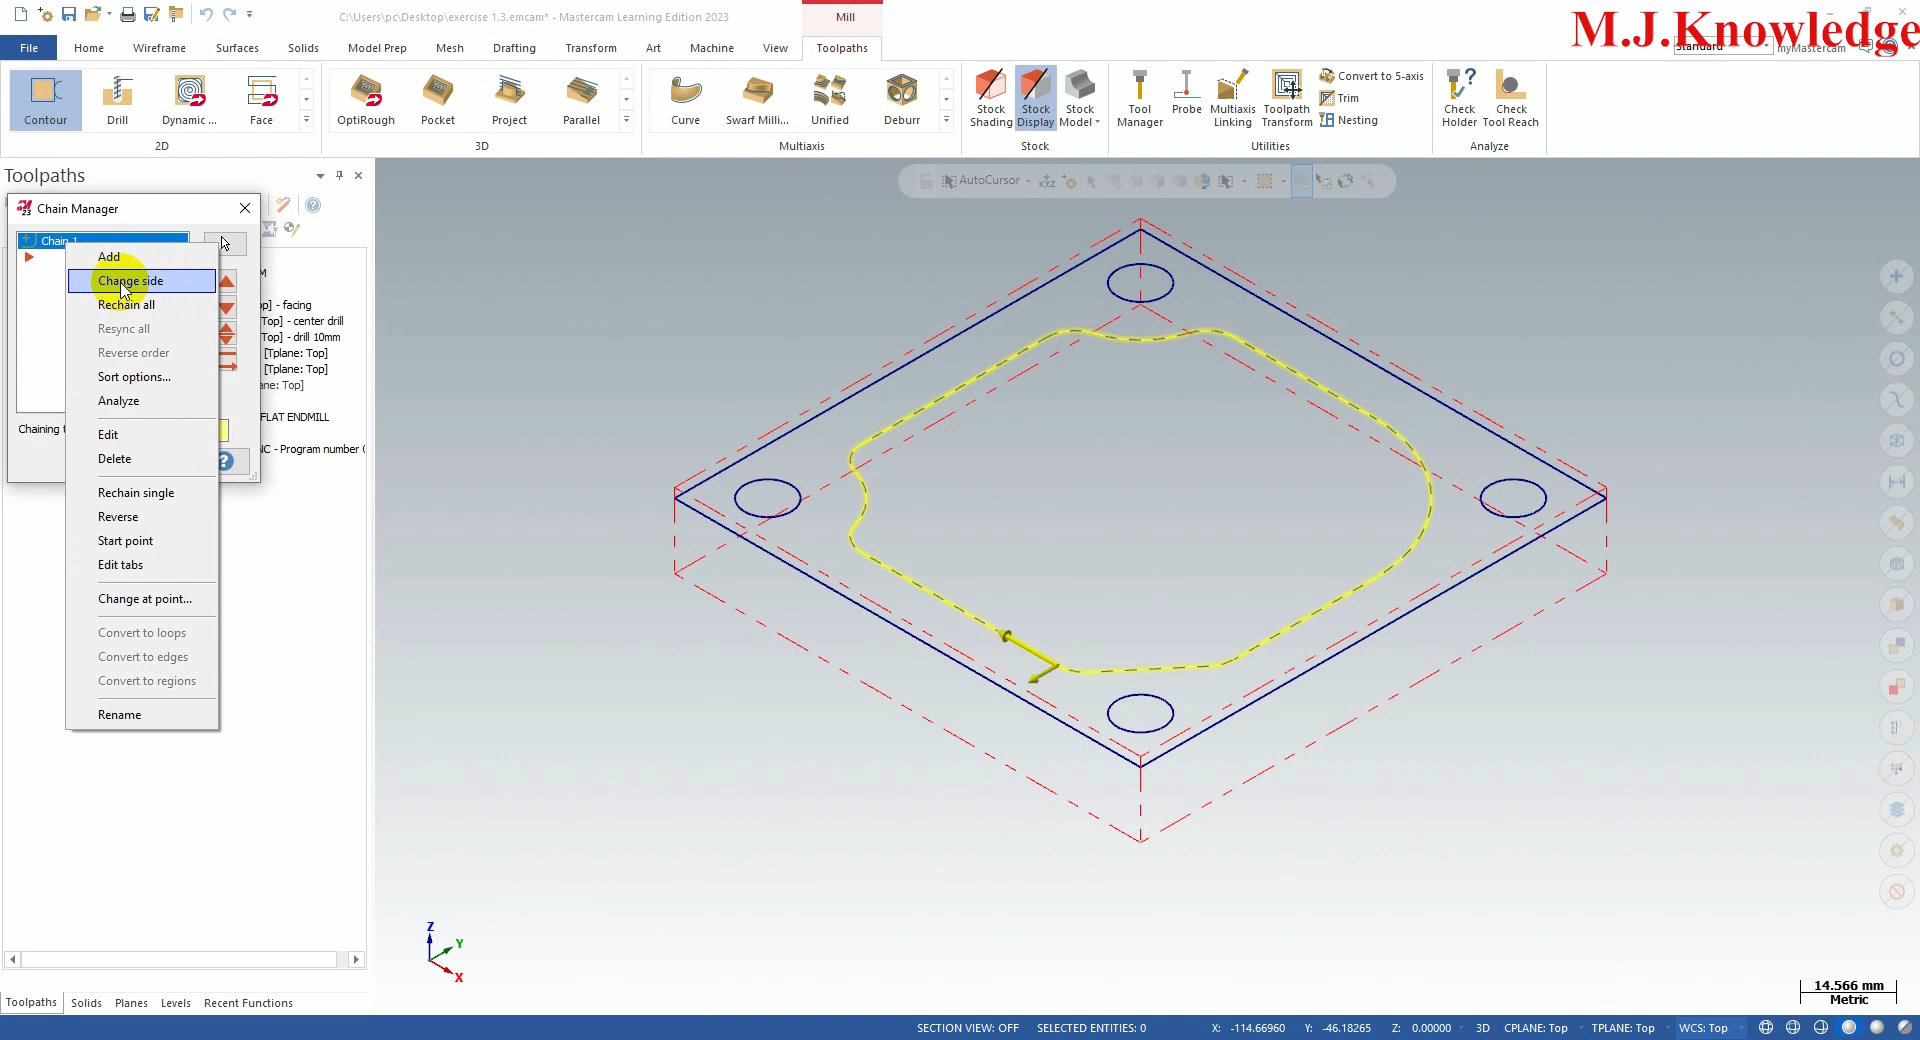 C:\Users\pc\Desktop\exercise 1.3.emcam* - Mastercam Learning Edition 2023
Mill
M.J.Knowledge
File
Home
Wireframe
Surfaces
Solids
Model Prep
Mesh
Drafting
Transform
Art
Machine
View
Toolpaths
Standard
myMastercam
Contour
Drill
Dynamic ...
Face
OptiRough
Pocket
Project
Parallel
Curve
Swarf Milli...
Unified
Deburr
Stock Shading
Stock Display
Stock Model
Tool Manager
Probe
Multiaxis Linking
Toolpath Transform
Convert to 5-axis
Trim
Nesting
Check Holder
Check Tool Reach
2D
3D
Multiaxis
Stock
Utilities
Analyze
Toolpaths
AutoCursor
Chain Manager
Chain 1
Add
Change side
Rechain all
Resync all
Reverse order
Sort options...
Analyze
Edit
Delete
Rechain single
Reverse
Start point
Edit tabs
Change at point...
Convert to loops
Convert to edges
Convert to regions
Rename
Chaining
M
op] - facing
Top] - center drill
Top] - drill 10mm
[Tplane: Top]
[Tplane: Top]
ane: Top]
FLAT ENDMILL
NC - Program number (
Z
Y
X
14.566 mm
Metric
Toolpaths
Solids
Planes
Levels
Recent Functions
SECTION VIEW: OFF
SELECTED ENTITIES: 0
X: -114.66960
Y: -46.18265
Z: 0.00000
3D
CPLANE: Top
TPLANE: Top
WCS: Top